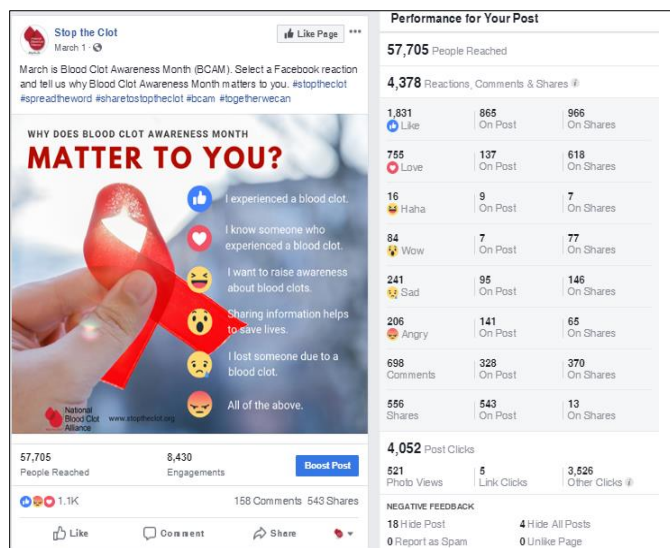 Stop the Clot
March 1 ·
Like Page
March is Blood Clot Awareness Month (BCAM). Select a Facebook reaction
and tell us why Blood Clot Awareness Month matters to you. #stoptheclot
#spreadtheword #sharetostoptheclot #bcam #togetherwecan
WHY DOES BLOOD CLOT AWARENESS MONTH
MATTER TO YOU?
I experienced a blood clot.
I know someone who
experienced a blood clot.
I want to raise awareness
about blood clots.
Sharing information helps
to save lives.
I lost someone due to a
blood clot.
All of the above.
National
Blood Clot
Alliance
www.stoptheclot.org
57,705 8,430
People Reached Engagements
Boost Post
1.1K 158 Comments 543 Shares
Like Comment Share
Performance for Your Post
57,705 People Reached
4,378 Reactions, Comments & Shares
1,831 865 966
Like On Post On Shares
755 137 618
Love On Post On Shares
16 9 7
Haha On Post On Shares
84 7 77
Wow On Post On Shares
241 95 146
Sad On Post On Shares
206 141 65
Angry On Post On Shares
698 328 370
Comments On Post On Shares
556 543 13
Shares On Post On Shares
4,052 Post Clicks
521 5 3,526
Photo Views Link Clicks Other Clicks
NEGATIVE FEEDBACK
18 Hide Post 4 Hide All Posts
0 Report as Spam 0 Unlike Page